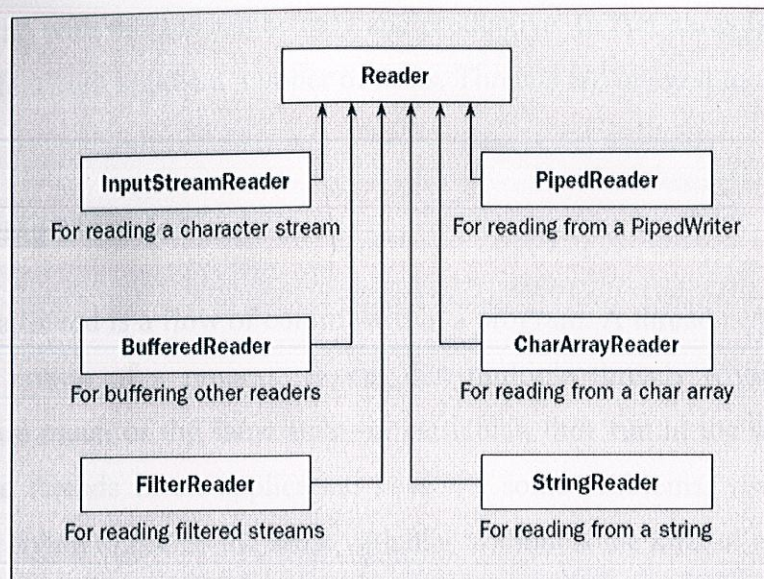 Reader
InputStreamReader
For reading a character stream
PipedReader
For reading from a PipedWriter
BufferedReader
For buffering other readers
CharArrayReader
For reading from a char array
FilterReader
For reading filtered streams
StringReader
For reading from a string